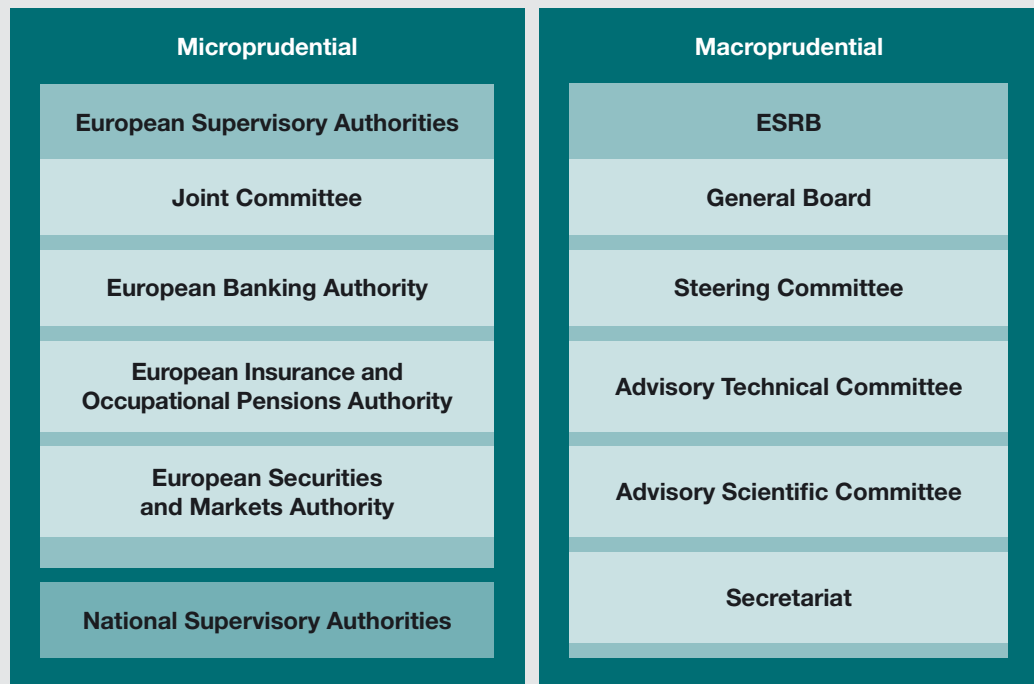 Microprudential
European Supervisory Authorities
Joint Committee
European Banking Authority
European Insurance and
Occupational Pensions Authority
European Securities
and Markets Authority
National Supervisory Authorities
Macroprudential
ESRB
General Board
Steering Committee
Advisory Technical Committee
Advisory Scientific Committee
Secretariat